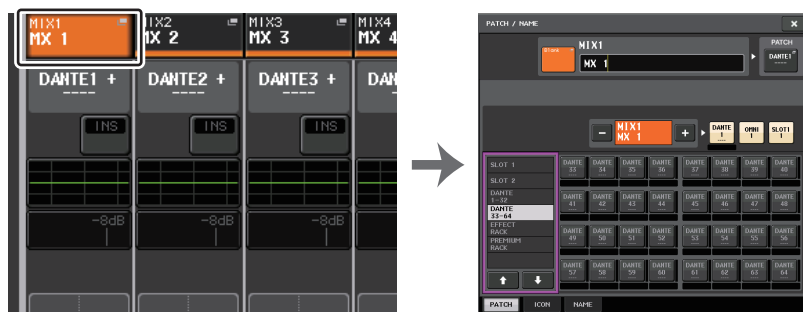 MIX1 MIX2 MIX3 MIX4
MX 1 MX 2 MX 3 MX 4
DANTE1 + DANTE2 + DANTE3 + DAN
---- ---- ----
INS INS INS
-8dB -8dB -8dB
PATCH / NAME ×
Blank MIX1 PATCH
MX 1 DANTE1
----
MIX1 DANTE OMNI SLOT1
− MX 1 + 1 1 1
----
SLOT 1
SLOT 2
DANTE
1-32
DANTE
33-64
EFFECT
RACK
PREMIUM
RACK
DANTE DANTE DANTE DANTE DANTE DANTE DANTE DANTE
33 34 35 36 37 38 39 40
DANTE DANTE DANTE DANTE DANTE DANTE DANTE DANTE
41 42 43 44 45 46 47 48
DANTE DANTE DANTE DANTE DANTE DANTE DANTE DANTE
49 50 51 52 53 54 55 56
DANTE DANTE DANTE DANTE DANTE DANTE DANTE DANTE
57 58 59 60 61 62 63 64
PATCH ICON NAME